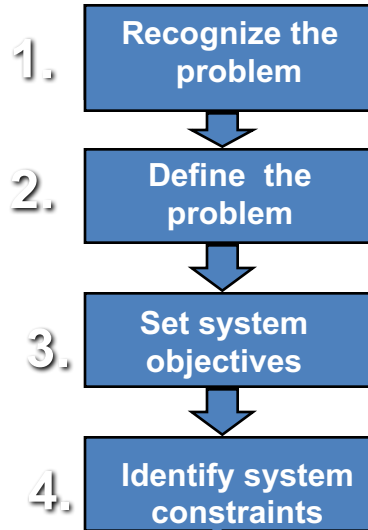 1.
Recognize the
problem
2.
Define the
problem
3.
Set system
objectives
4.
Identify system
constraints